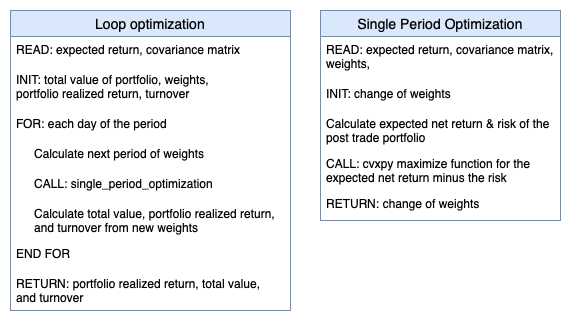 Loop optimization
READ: expected return, covariance matrix
INIT: total value of portfolio, weights,
portfolio realized return, turnover
FOR: each day of the period
Calculate next period of weights
CALL: single_period_optimization
Calculate total value, portfolio realized return,
and turnover from new weights
END FOR
RETURN: portfolio realized return, total value,
and turnover
Single Period Optimization
READ: expected return, covariance matrix,
weights,
INIT: change of weights
Calculate expected net return & risk of the
post trade portfolio
CALL: cvxpy maximize function for the
expected net return minus the risk
RETURN: change of weights